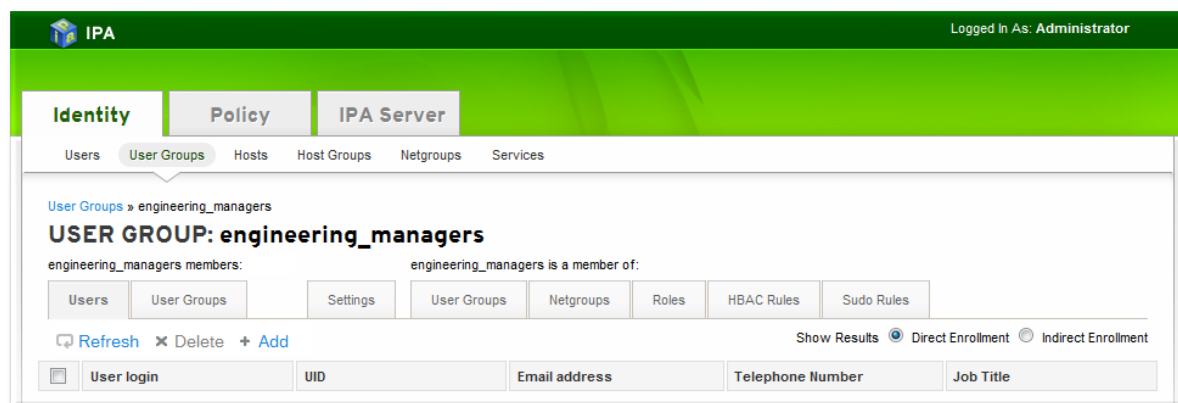 IPA Logged In As: Administrator
Identity Policy IPA Server
Users User Groups Hosts Host Groups Netgroups Services
User Groups » engineering_managers
USER GROUP: engineering_managers
engineering_managers members: engineering_managers is a member of:
Users User Groups Settings User Groups Netgroups Roles HBAC Rules Sudo Rules
Refresh Delete + Add Show Results Direct Enrollment Indirect Enrollment
User login UID Email address Telephone Number Job Title